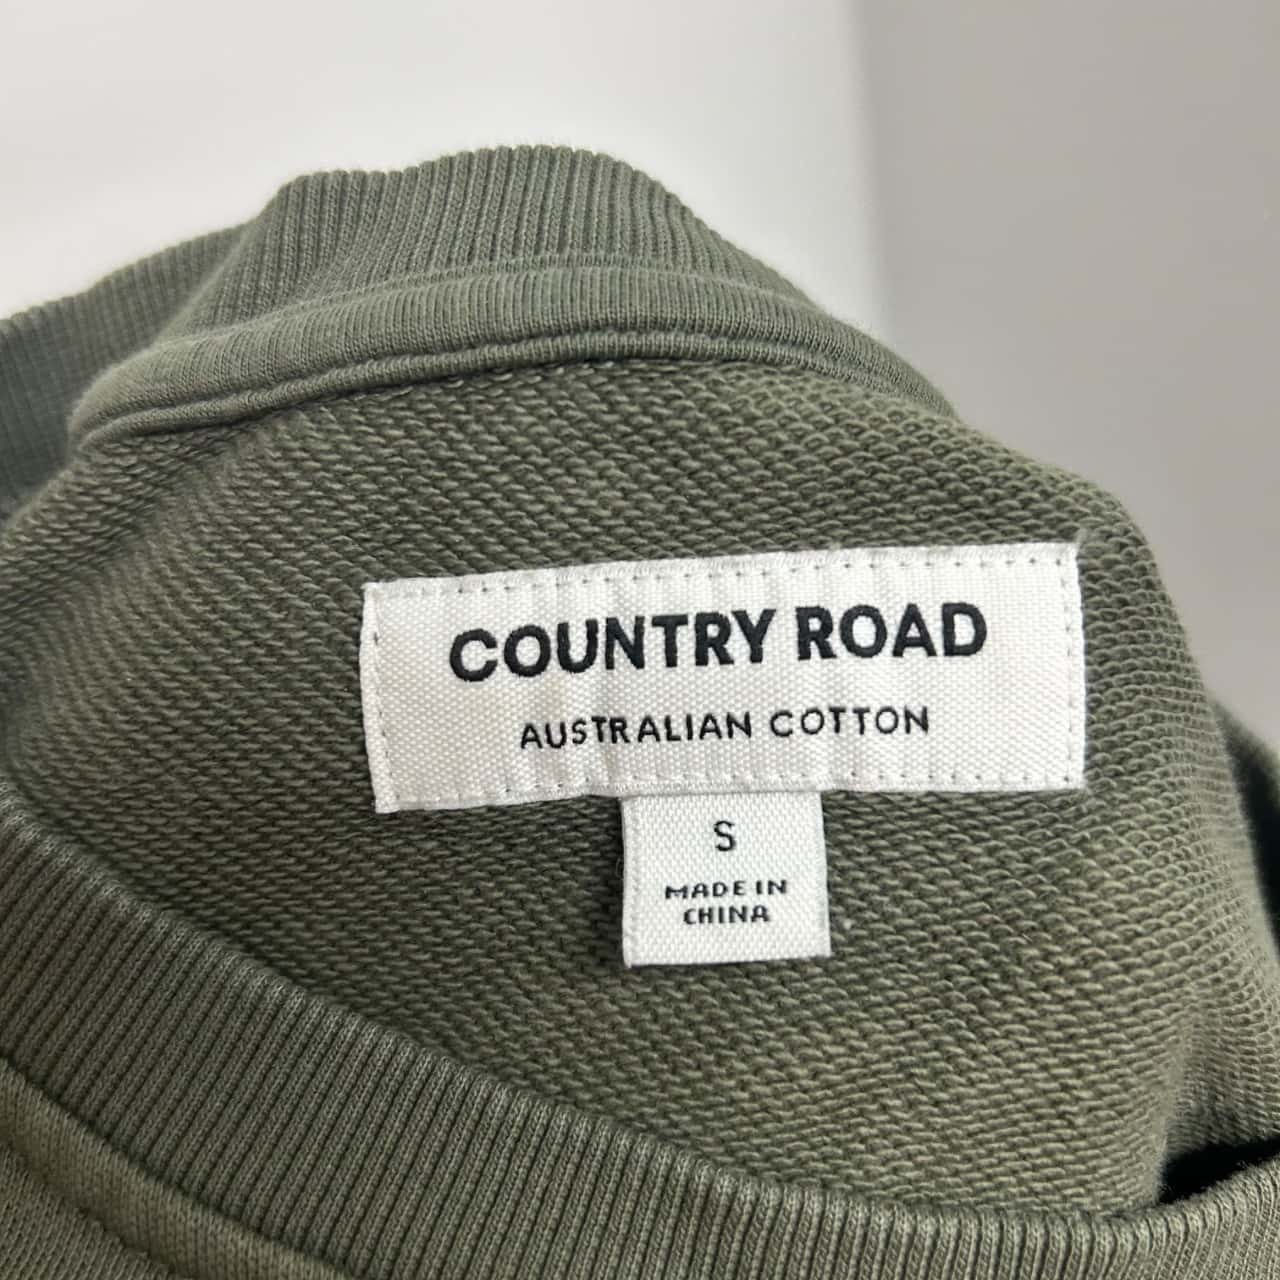 COUNTRY ROAD
AUSTRALIAN COTTON
S
MADE IN
CHINA